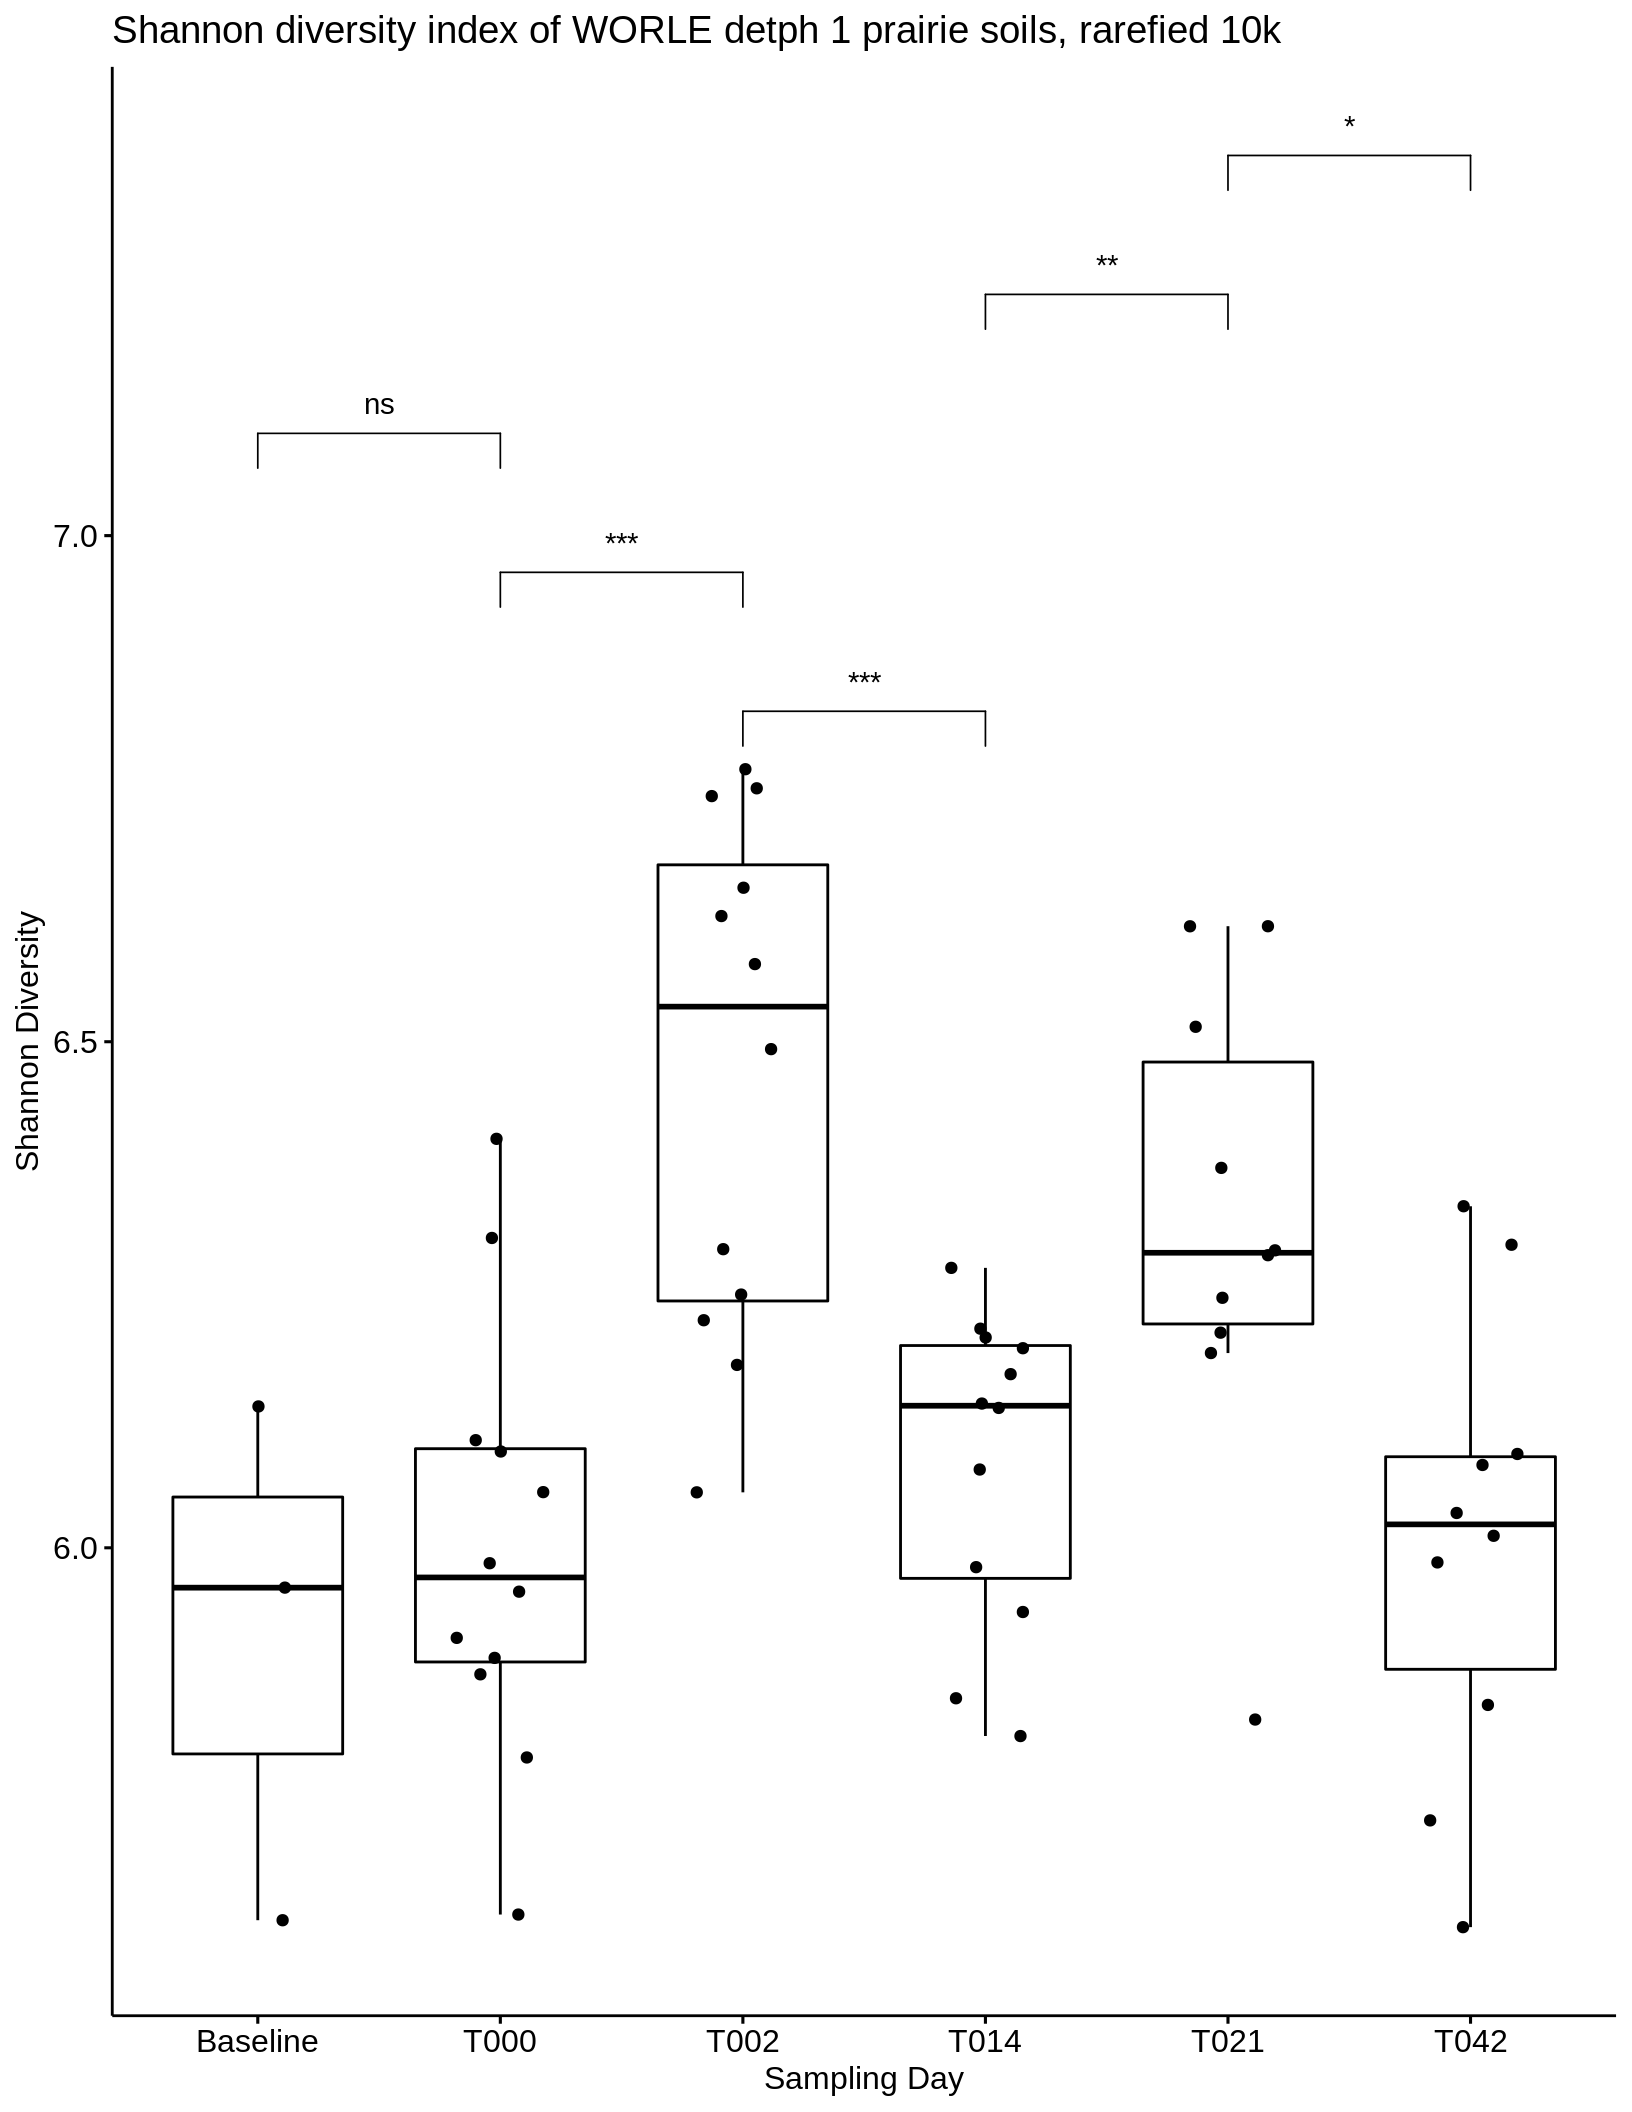 Shannon diversity index of WORLE detph 1 prairie soils, rarefied 10k
*
**
ns
7.0
***
***
Shannon Diversity
6.5
6.0
Baseline T000 T002 T014 T021 T042
Sampling Day